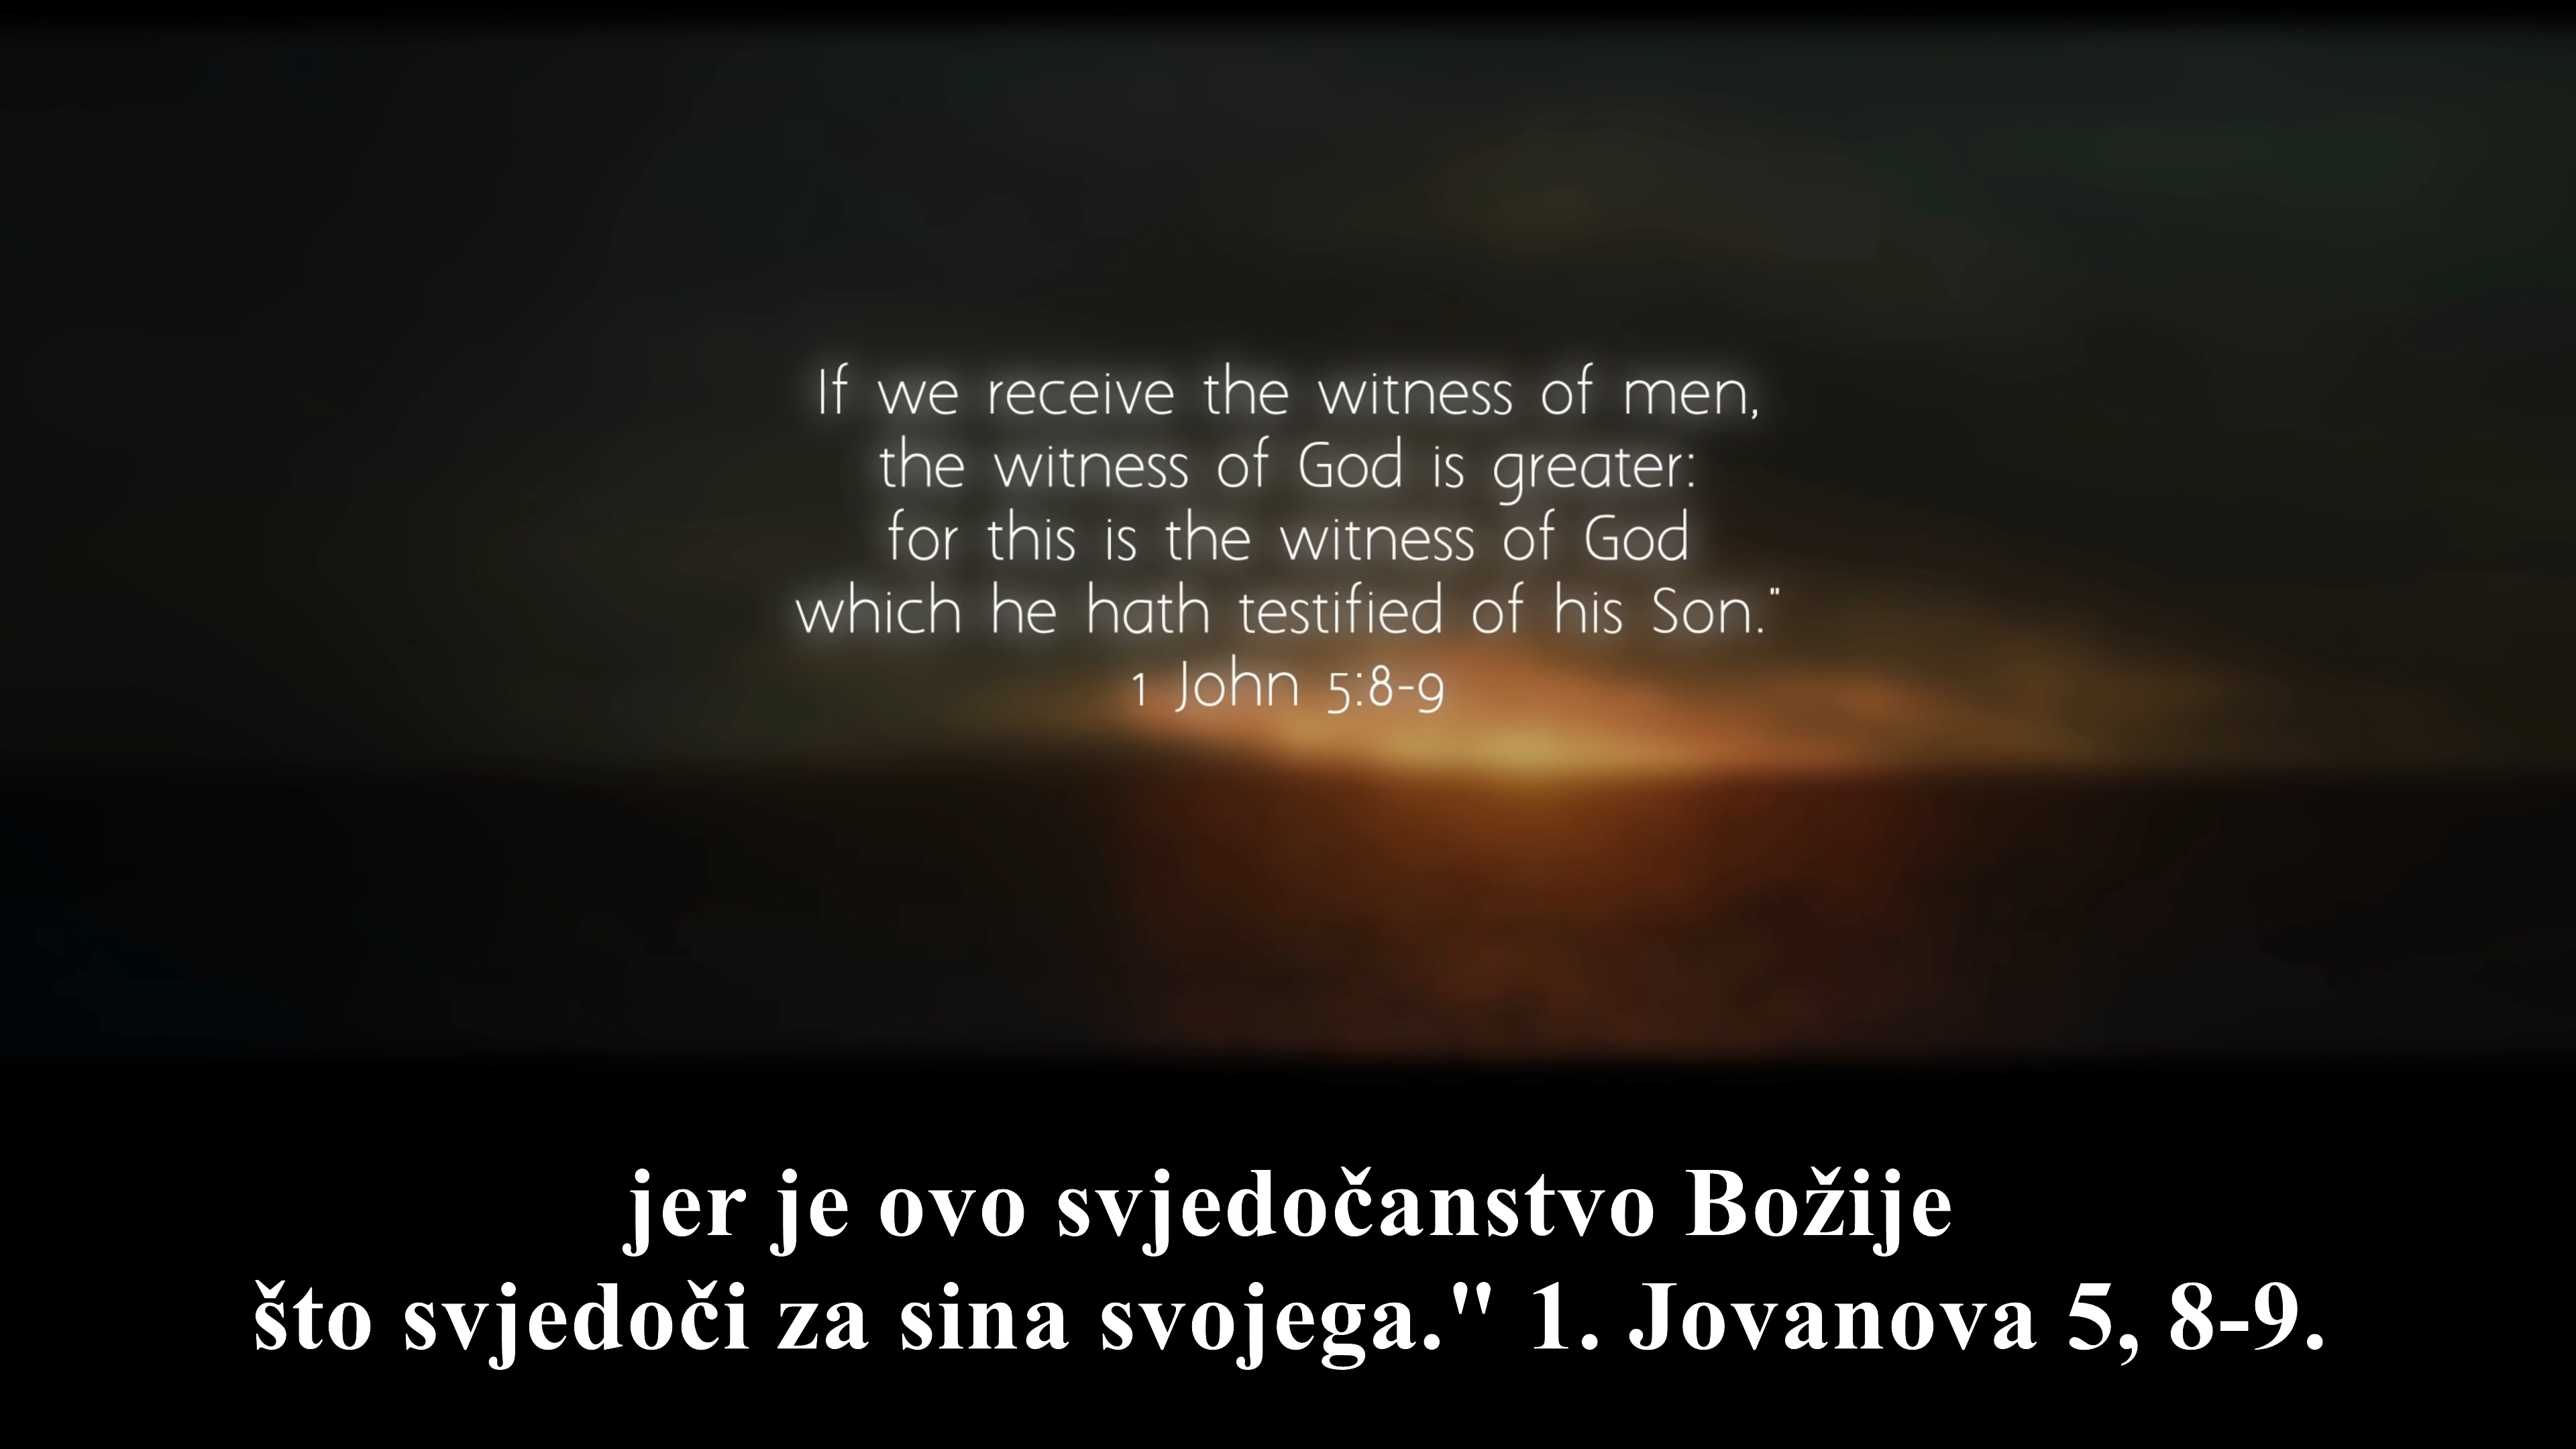 If we receive the witness of men,
the witness of God is greater:
for this is the witness of God
which he hath testified of his Son."
1 John 5:8-9
jer je ovo svjedočanstvo Božije
što svjedoči za sina svojega." 1. Jovanova 5, 8-9.